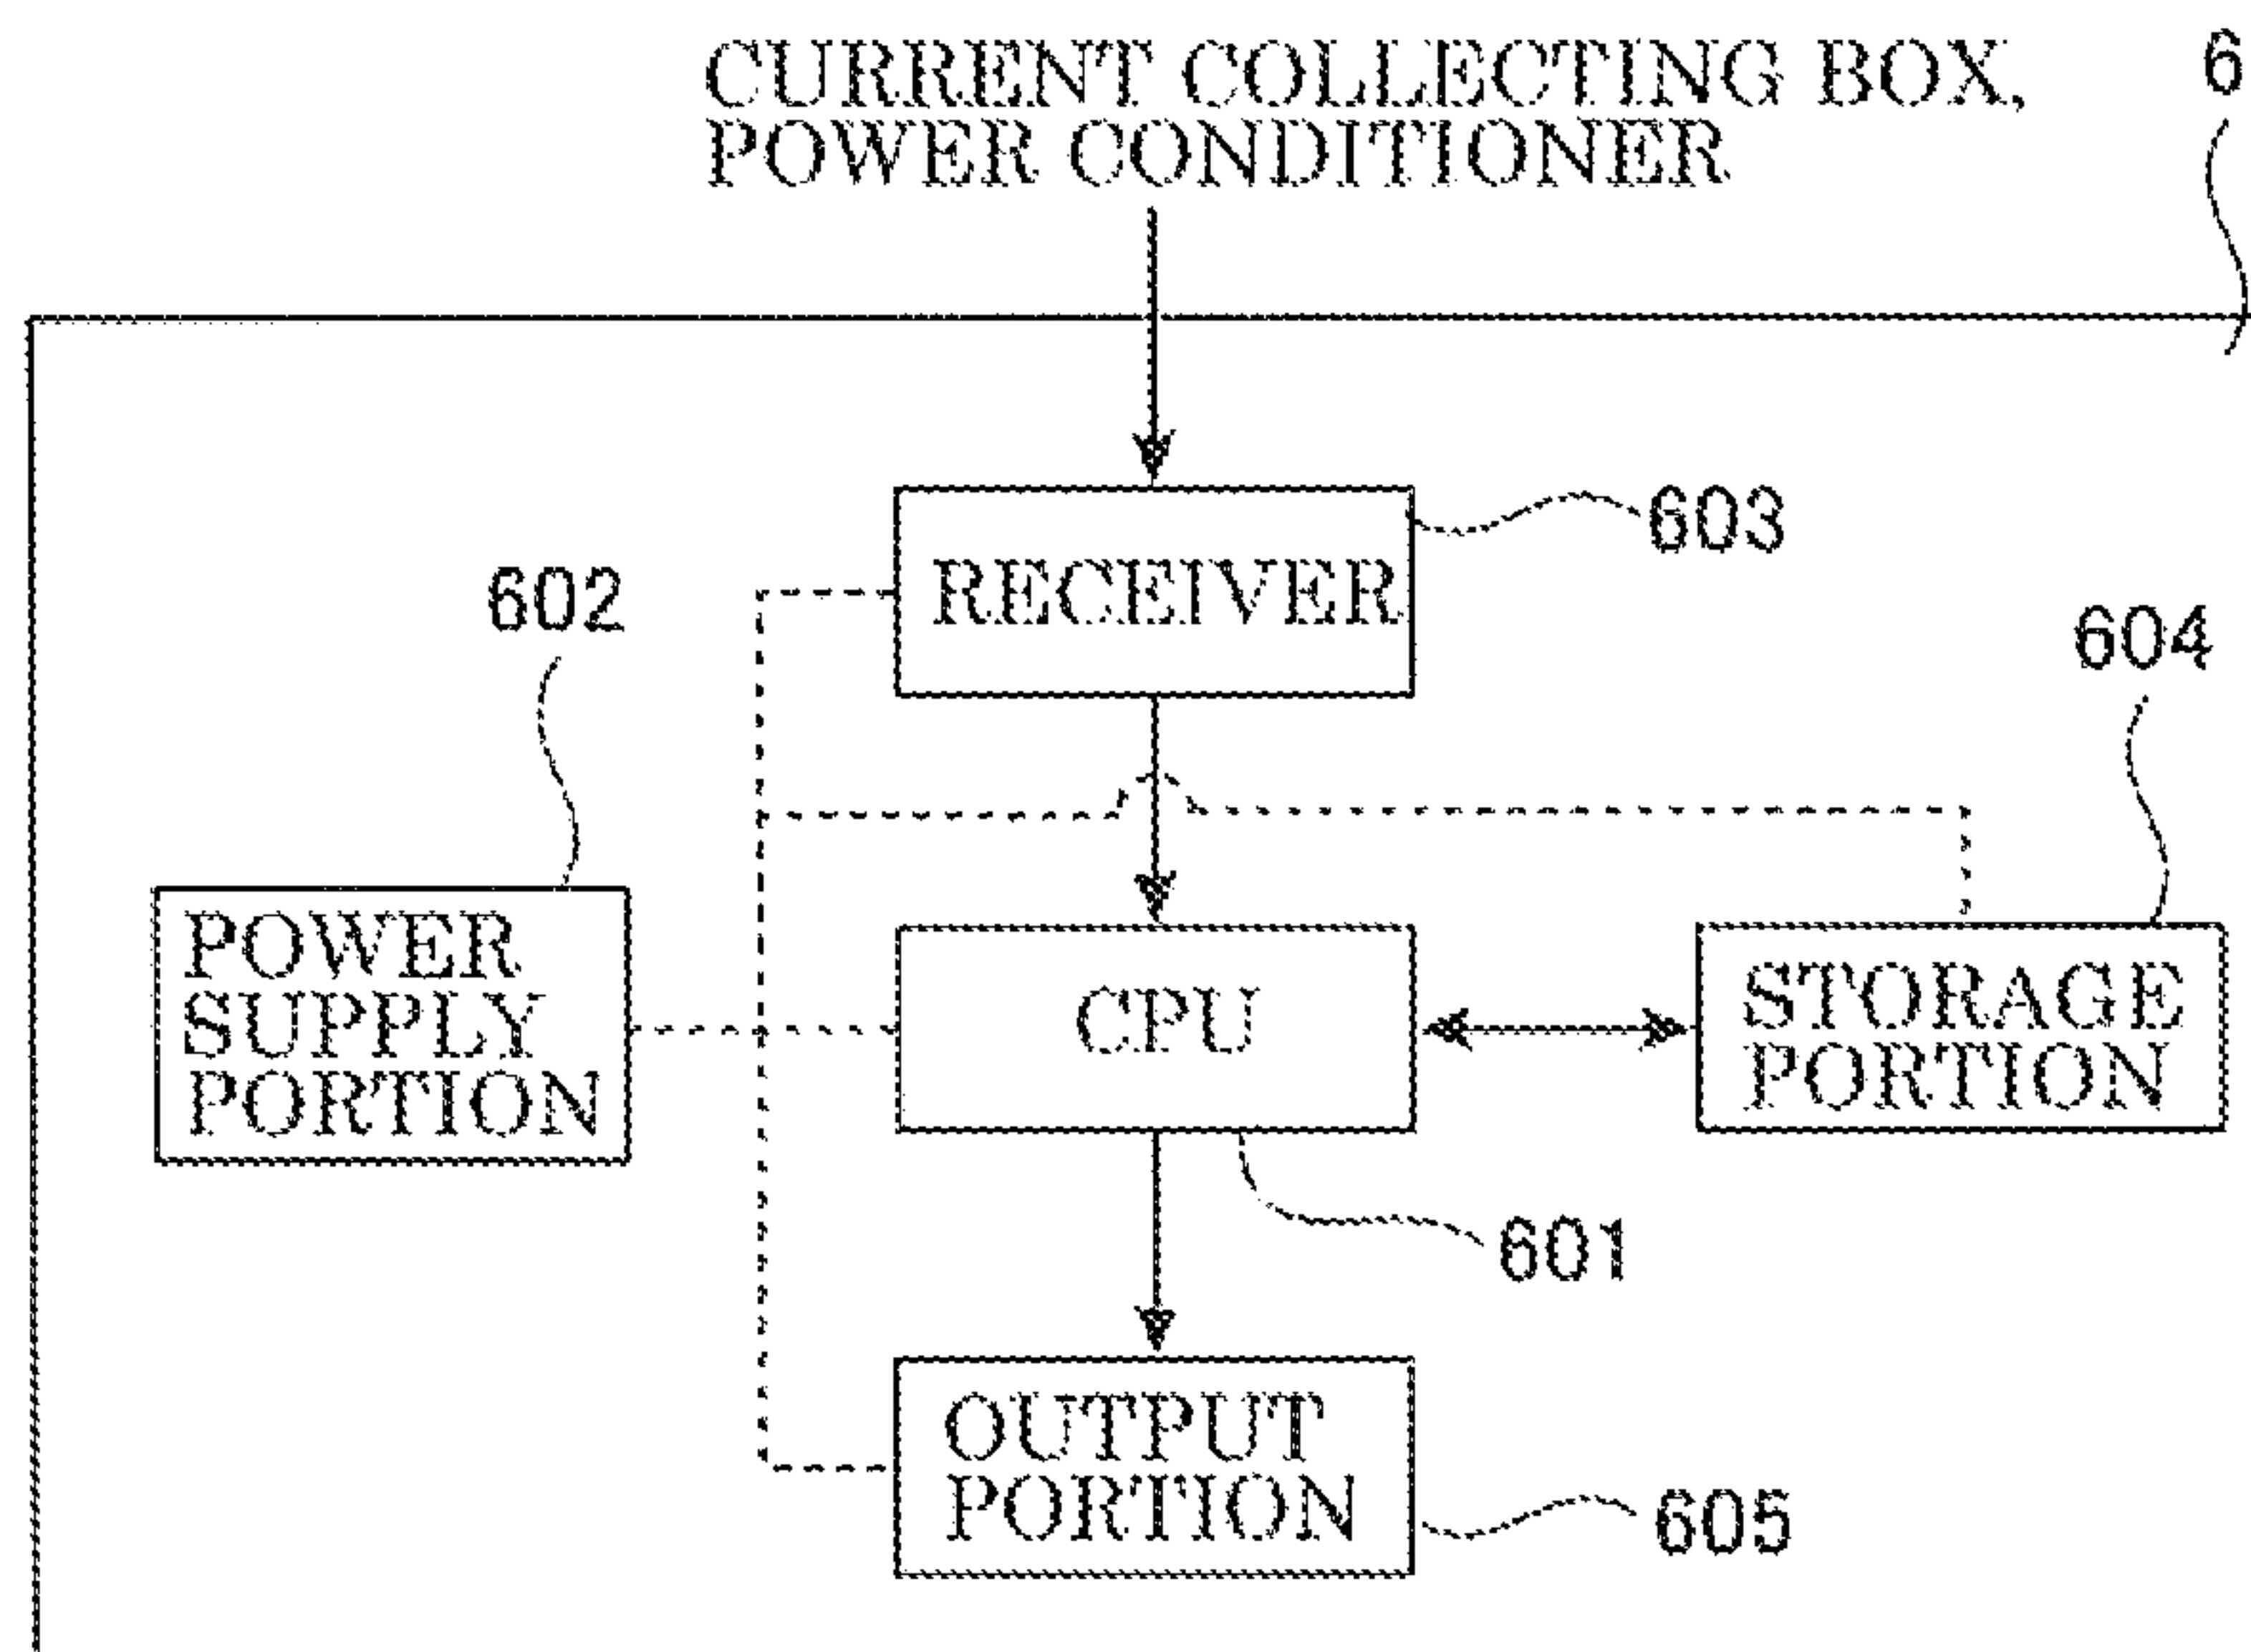 CURRENT COLLECTING BOX,
POWER CONDITIONER
6
603
RECEIVER
602
604
POWER
SUPPLY
PORTION
CPU
STORAGE
PORTION
601
OUTPUT
PORTION
605